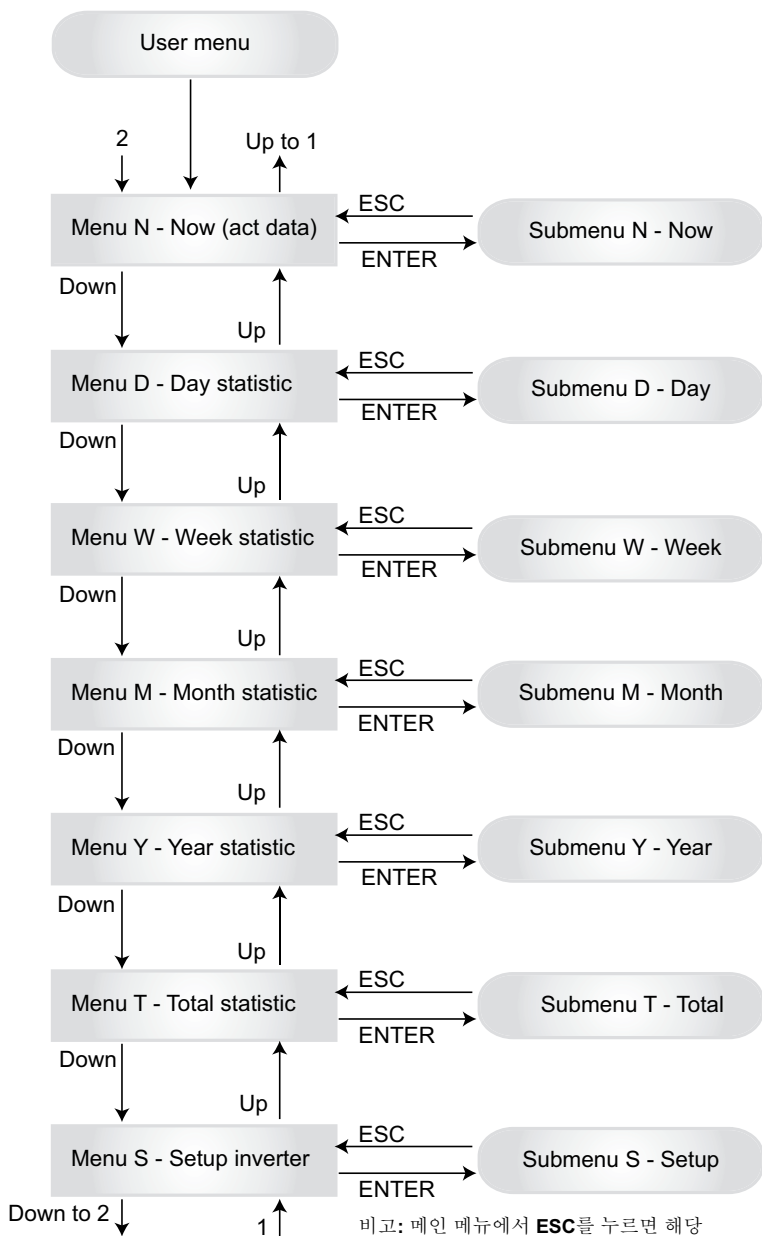 User menu
2
Up to 1
Menu N - Now (act data)
ESC
ENTER
Submenu N - Now
Down
Up
Menu D - Day statistic
ESC
ENTER
Submenu D - Day
Down
Up
Menu W - Week statistic
ESC
ENTER
Submenu W - Week
Down
Up
Menu M - Month statistic
ESC
ENTER
Submenu M - Month
Down
Up
Menu Y - Year statistic
ESC
ENTER
Submenu Y - Year
Down
Up
Menu T - Total statistic
ESC
ENTER
Submenu T - Total
Down
Up
Menu S - Setup inverter
ESC
ENTER
Submenu S - Setup
Down to 2
1
비고: 메인 메뉴에서 ESC를 누르면 해당